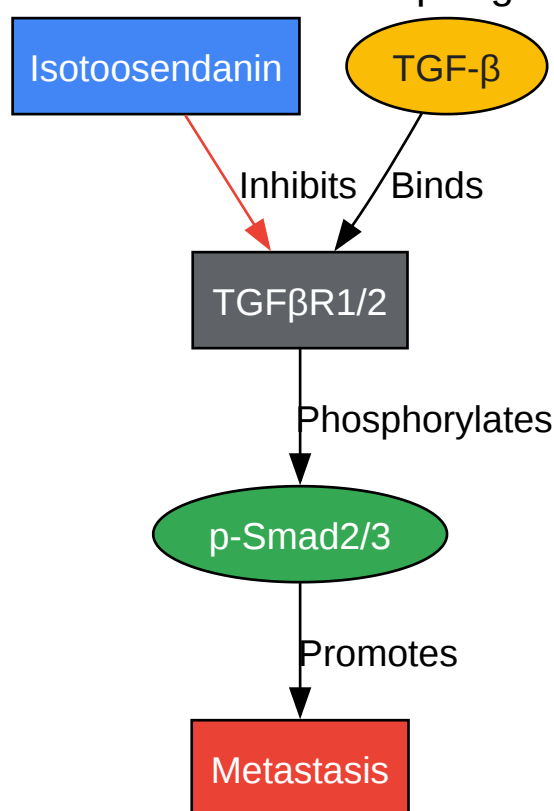 Isotoosendanin
TGF-β
Inhibits
Binds
TGFβR1/2
Phosphorylates
p-Smad2/3
Promotes
Metastasis